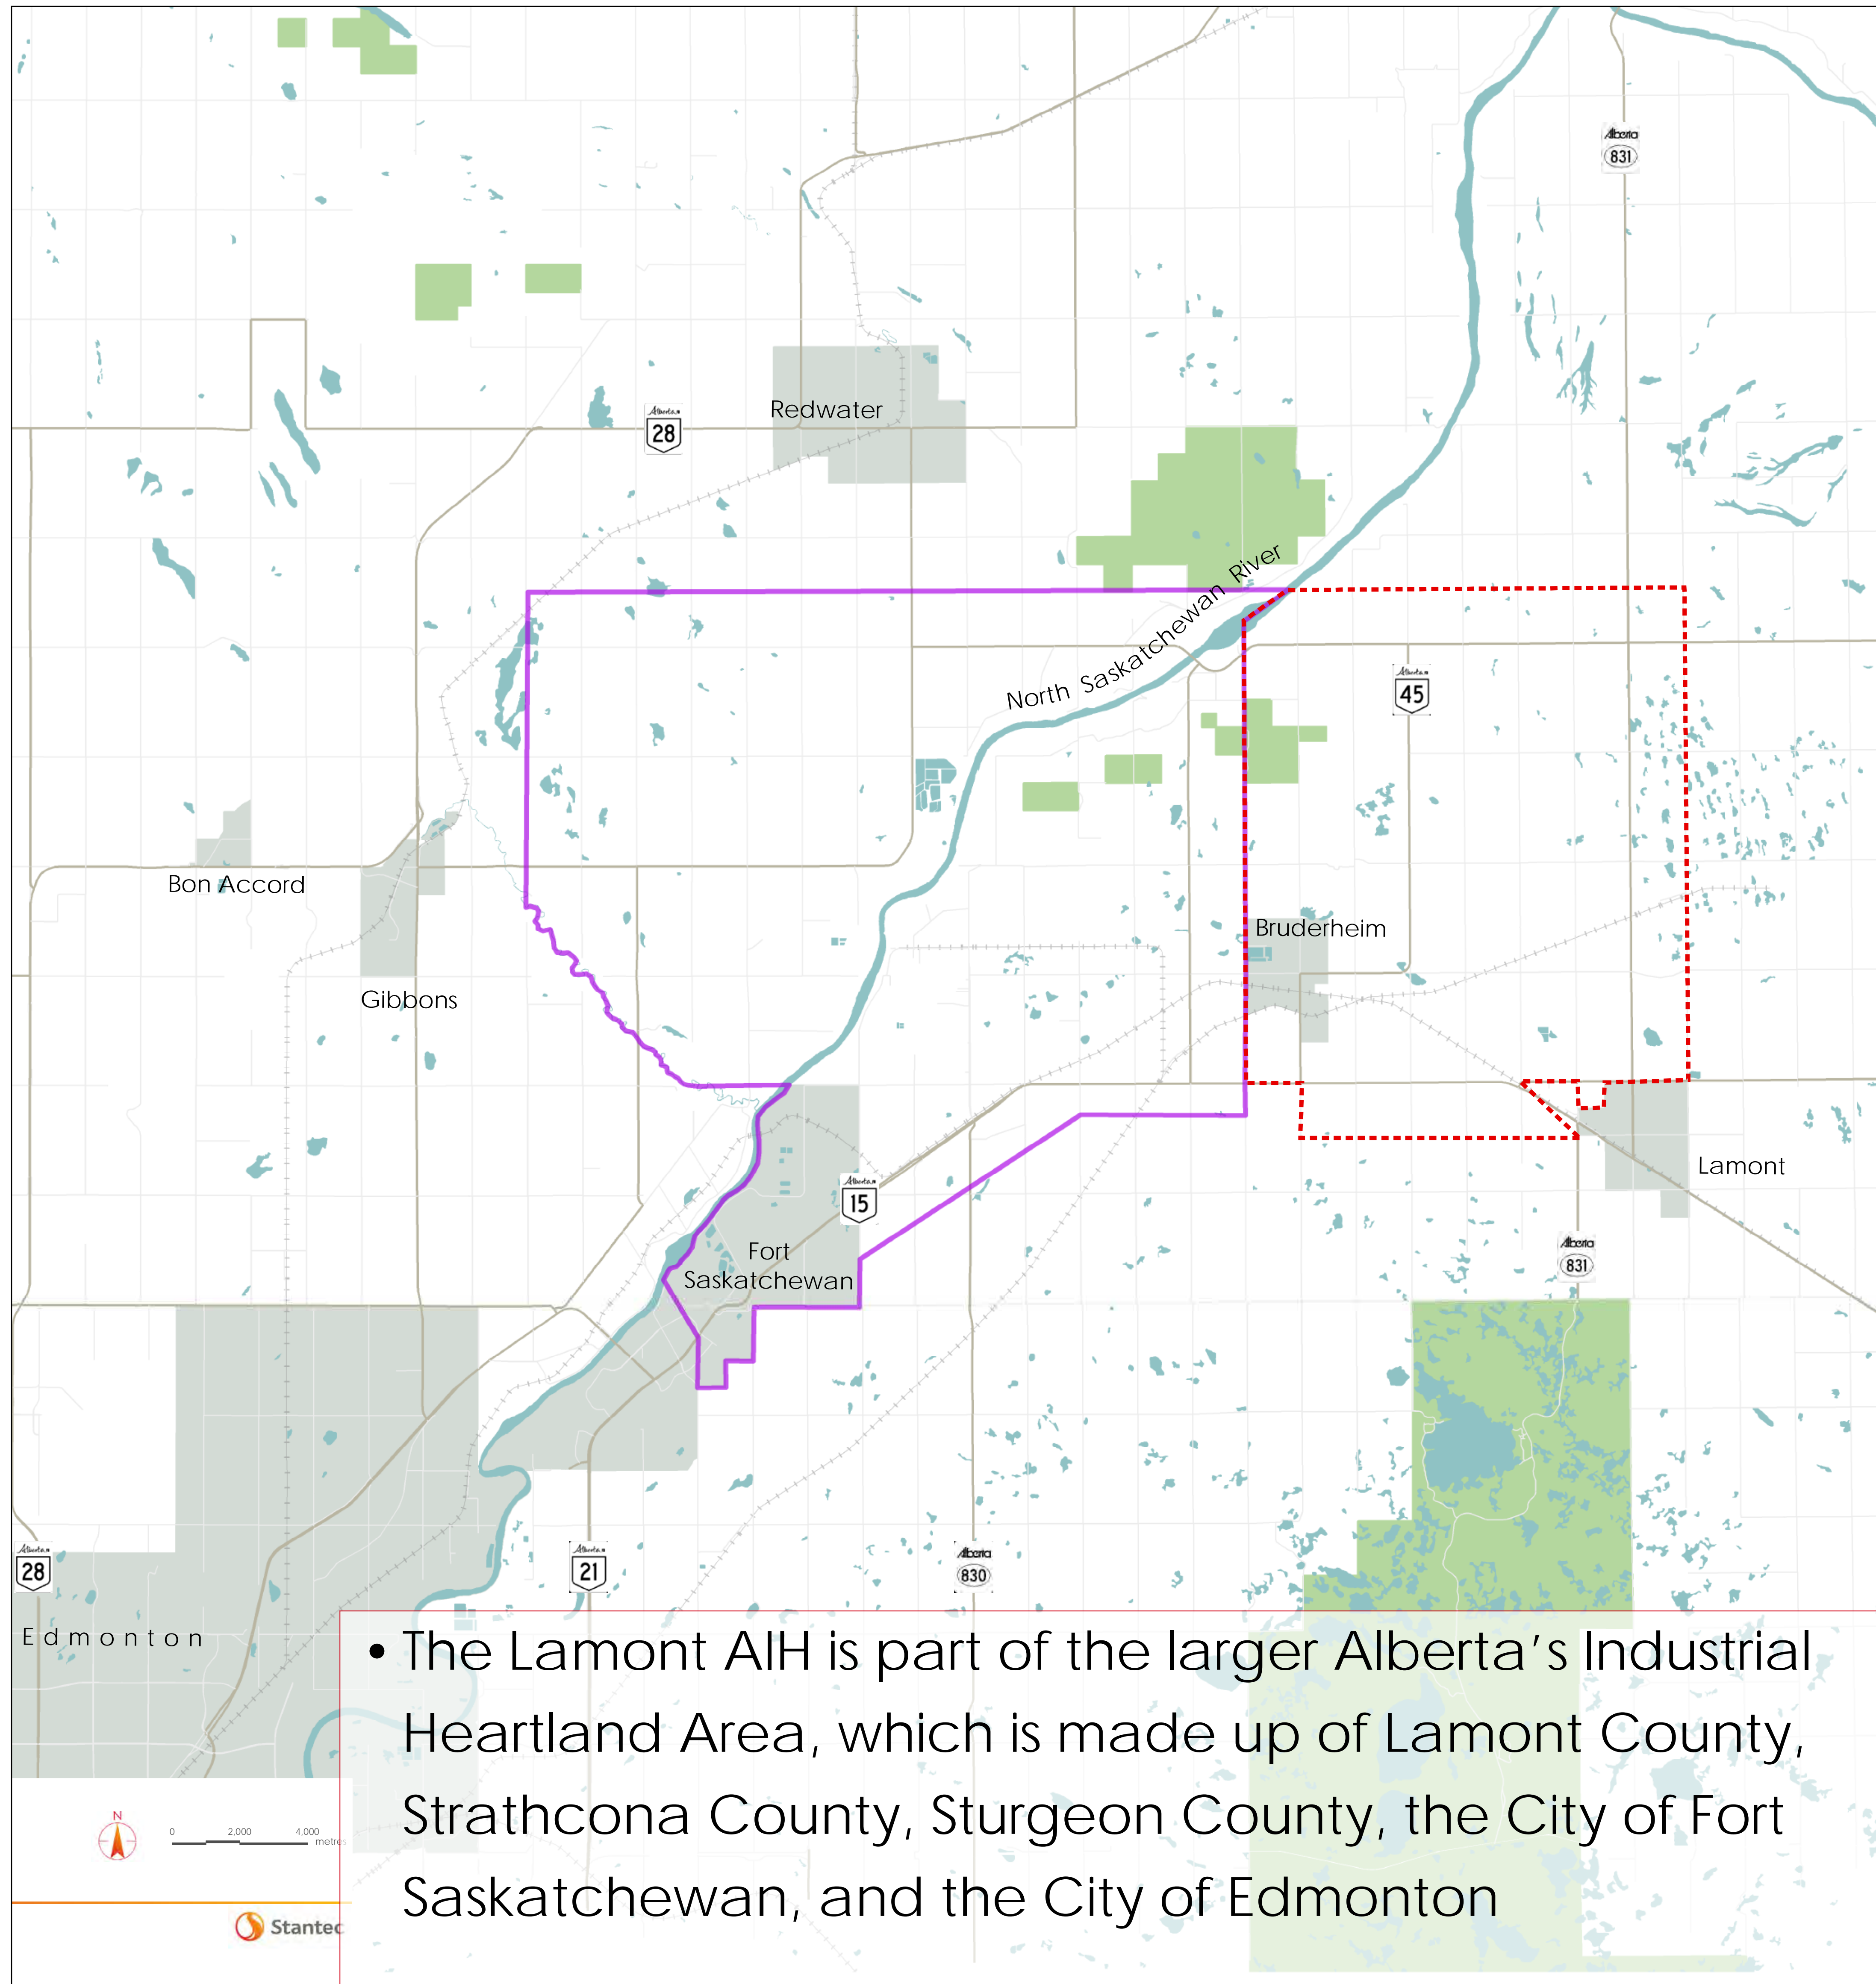 Alberta
831
Redwater
Alberta
28
North Saskatchewan River
Alberta
45
Bon Accord
Bruderheim
Gibbons
Lamont
Alberta
15
Fort
Saskatchewan
Alberta
831
Alberta
28
Alberta
21
Alberta
830
Edmonton
• The Lamont AIH is part of the larger Alberta's Industrial
Heartland Area, which is made up of Lamont County,
Strathcona County, Sturgeon County, the City of Fort
Saskatchewan, and the City of Edmonton
N
0 2,000 4,000
metres
Stantec